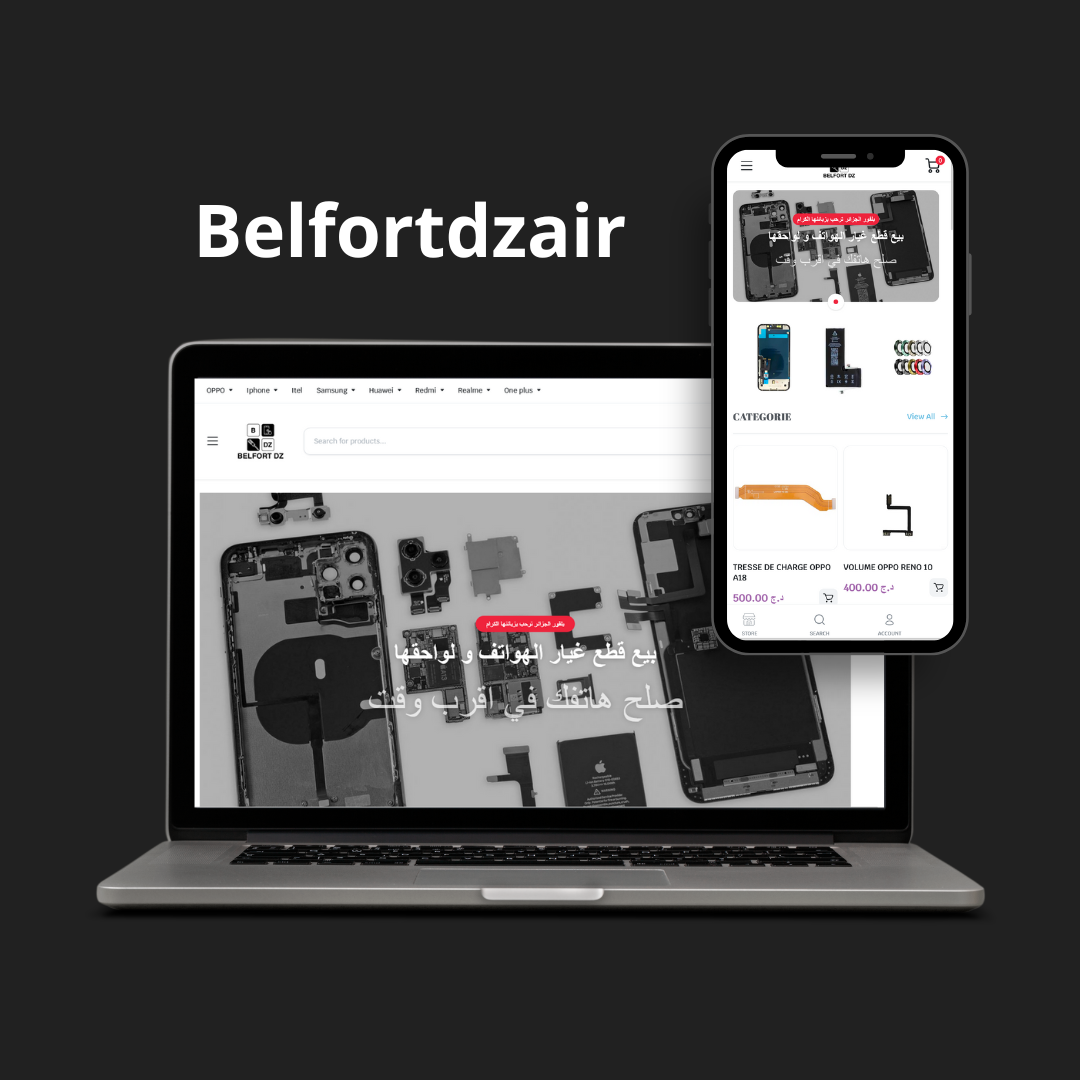 Belfortdzair
OPPO Iphone Itel Samsung Huawei Redmi Realme One plus
B
DZ
BELFORT DZ
Search for products...
بلفور الجزائر ترحب بزبائنها الكرام
بيع قطع غيار الهواتف و لواحقها
صلح هاتفك في اقرب وقت
0
BELFORT DZ
بلفور الجزائر ترحب بزبائنها الكرام
بيع قطع غيار الهواتف و لواحقها
صلح هاتفك في اقرب وقت
CATEGORIE View All
TRESSE DE CHARGE OPPO A18
500.00 د.ج
VOLUME OPPO RENO 10
400.00 د.ج
STORE SEARCH ACCOUNT